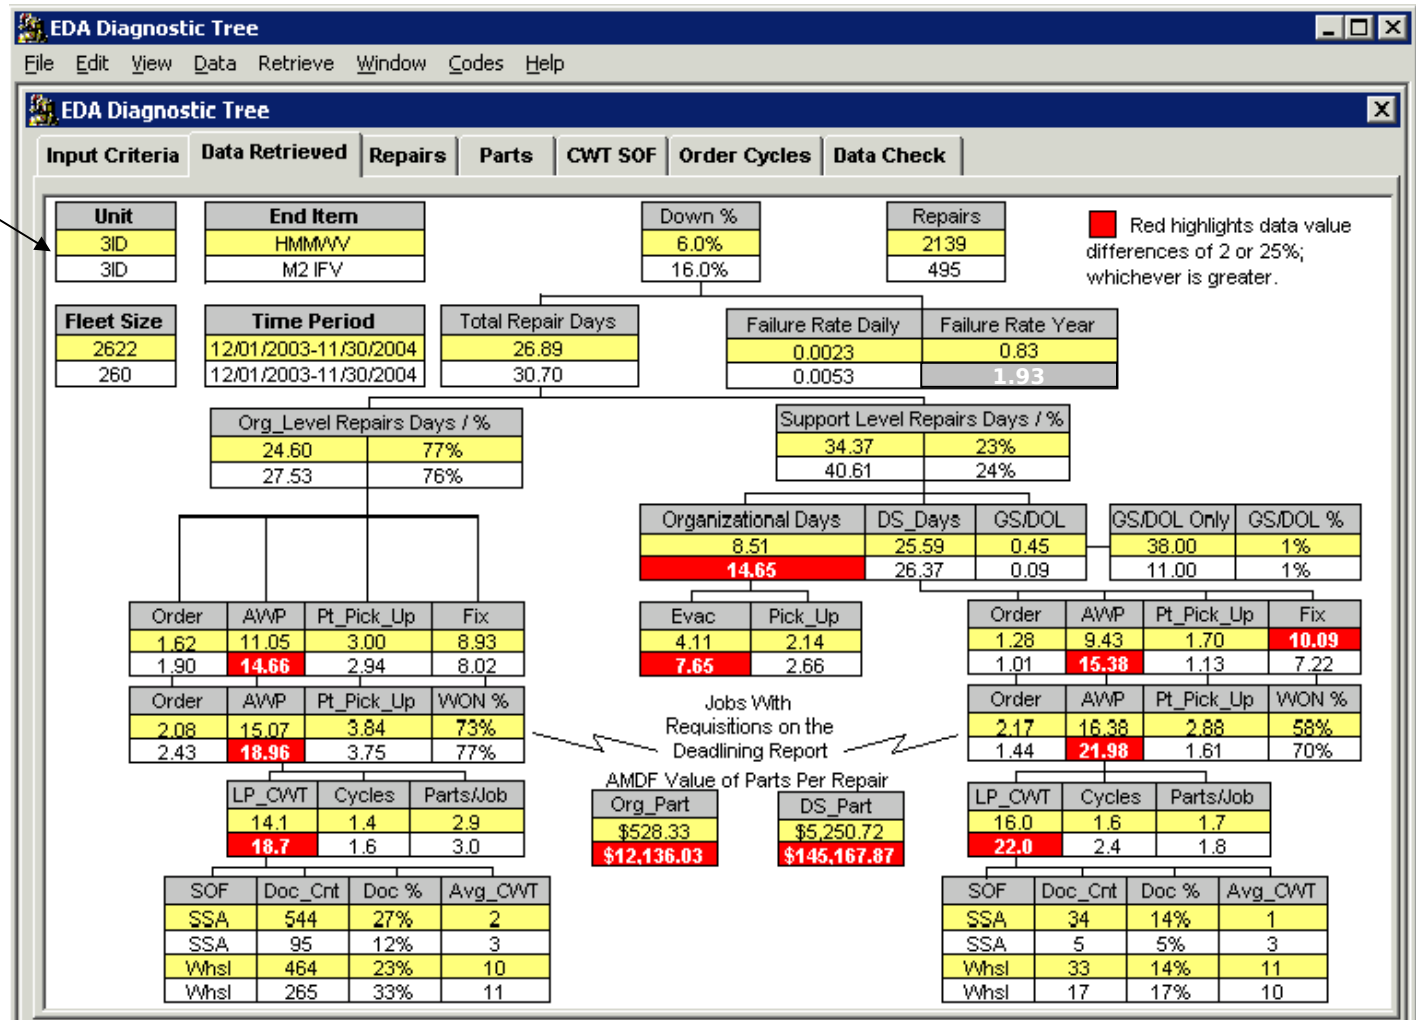 EDA Diagnostic Tree
File Edit View Data Retrieve Window Codes Help
EDA Diagnostic Tree
Input Criteria Data Retrieved Repairs Parts CWT SOF Order Cycles Data Check
Unit End Item Down % Repairs
3ID HMMWV 6.0% 2139
3ID M2 IFV 16.0% 495
Red highlights data value
differences of 2 or 25%;
whichever is greater.
Fleet Size Time Period Total Repair Days Failure Rate Daily Failure Rate Year
2622 12/01/2003-11/30/2004 26.89 0.0023 0.83
260 12/01/2003-11/30/2004 30.70 0.0053 1.93
Org_Level Repairs Days / % Support Level Repairs Days / %
24.60 77% 34.37 23%
27.53 76% 40.61 24%
Organizational Days DS_Days GS/DOL GS/DOL Only GS/DOL %
8.51 25.59 0.45 38.00 1%
14.65 26.37 0.09 11.00 1%
Order AWP Pt_Pick_Up Fix Evac Pick_Up Order AWP Pt_Pick_Up Fix
1.62 11.05 3.00 8.93 4.11 2.14 1.28 9.43 1.70 10.09
1.90 14.66 2.94 8.02 7.65 2.66 1.01 15.38 1.13 7.22
Order AWP Pt_Pick_Up WON % Order AWP Pt_Pick_Up WON %
2.08 15.07 3.84 73% 2.17 16.38 2.88 58%
2.43 18.96 3.75 77% 1.44 21.98 1.61 70%
Jobs With
Requisitions on the
Deadlining Report
AMDF Value of Parts Per Repair
LP_CWT Cycles Parts/Job Org_Part DS_Part LP_CWT Cycles Parts/Job
14.1 1.4 2.9 $528.33 $5,250.72 16.0 1.6 1.7
18.7 1.6 3.0 $12,136.03 $145,167.87 22.0 2.4 1.8
SOF Doc_Cnt Doc % Avg_CWT SOF Doc_Cnt Doc % Avg_CWT
SSA 544 27% 2 SSA 34 14% 1
SSA 95 12% 3 SSA 5 5% 3
Whsl 464 23% 10 Whsl 33 14% 11
Whsl 265 33% 11 Whsl 17 17% 10